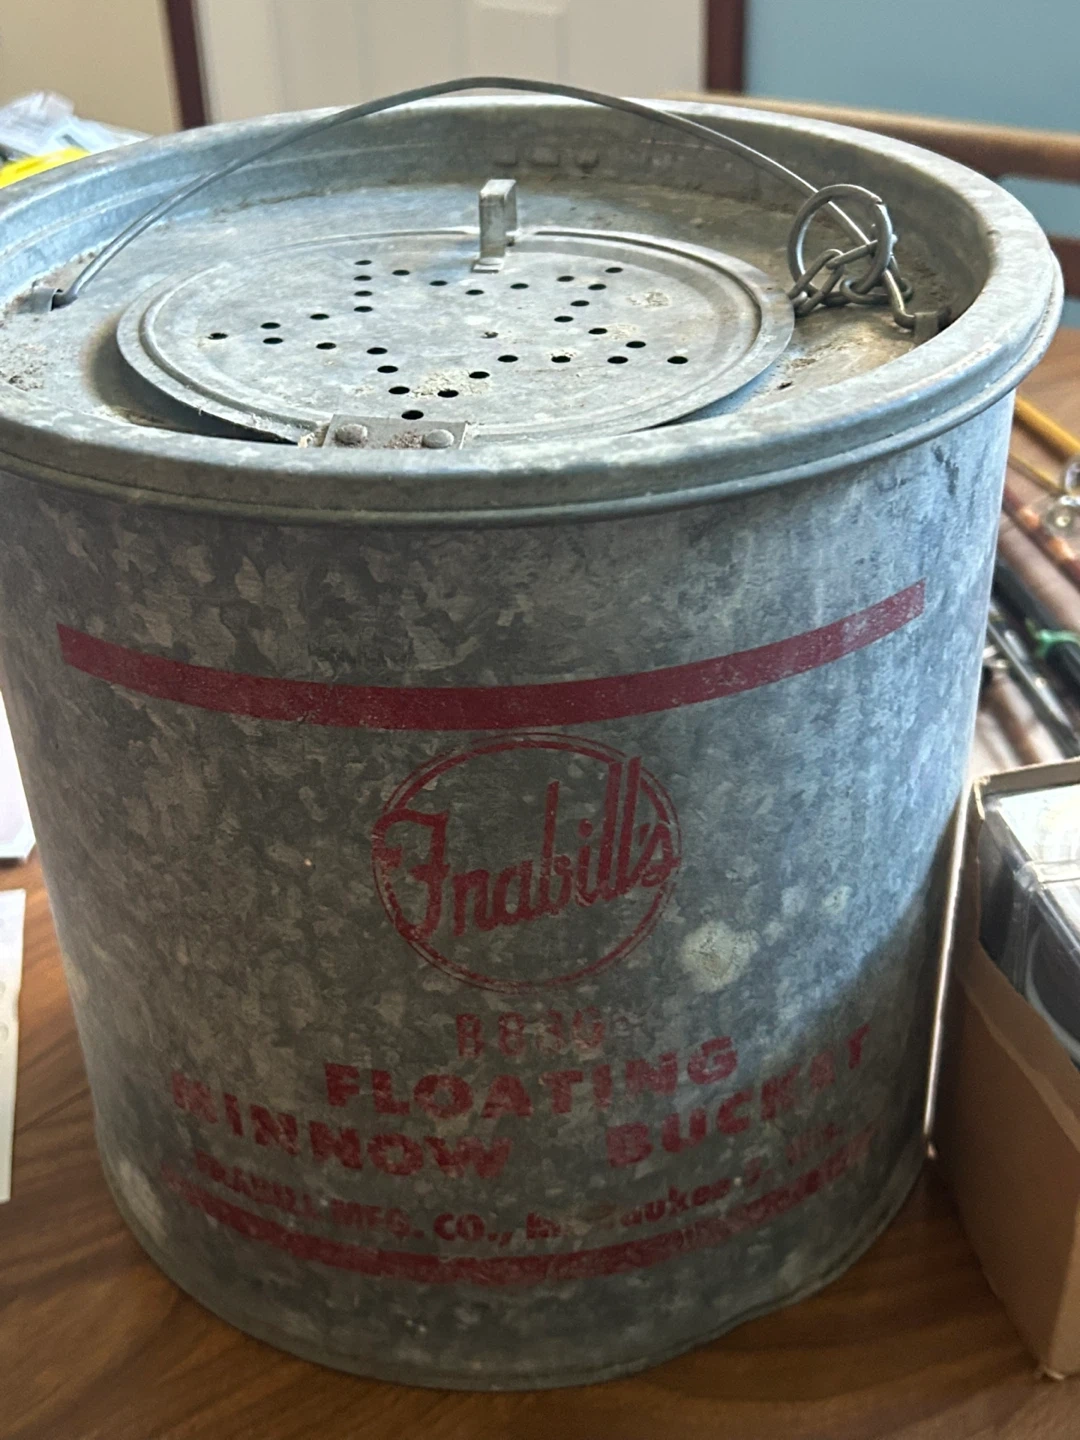 Frabill's
FLOATING
MINNOW BUCKET
FRABILL MFG. CO.,